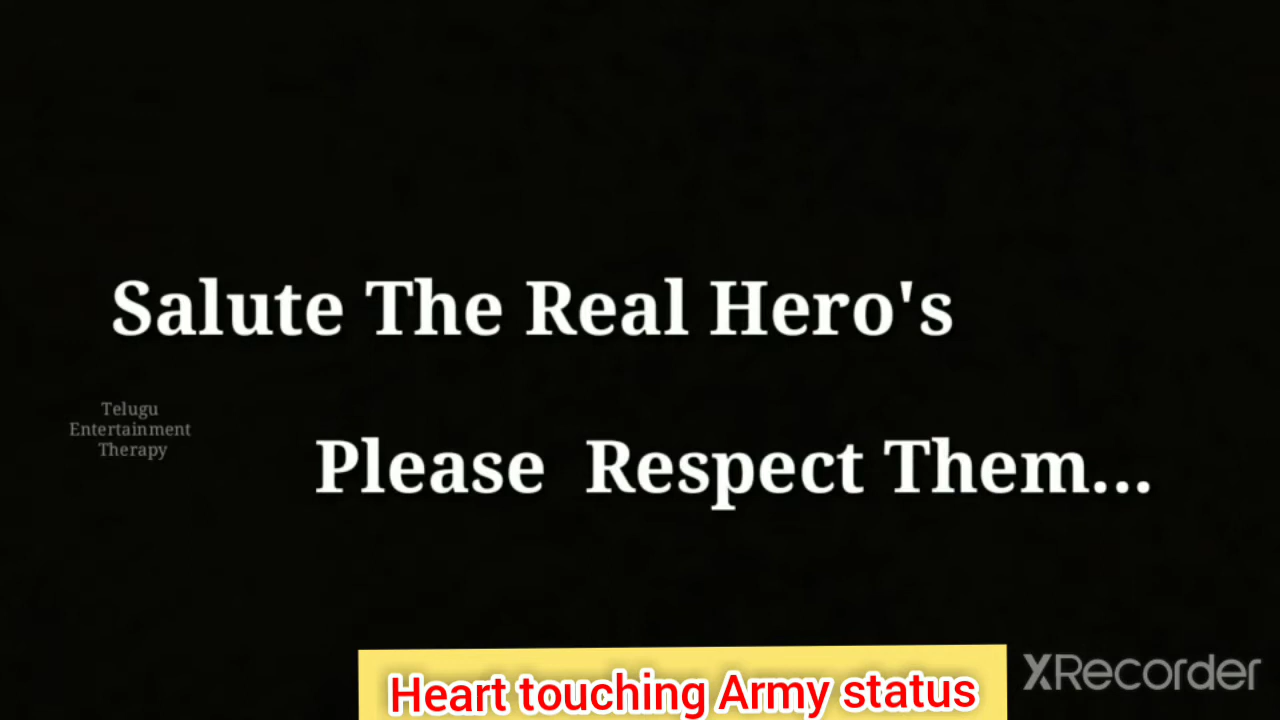 Salute The Real Hero's
Telugu
Entertainment
Therapy
Please Respect Them...
XRecorder
Heart touching Army status